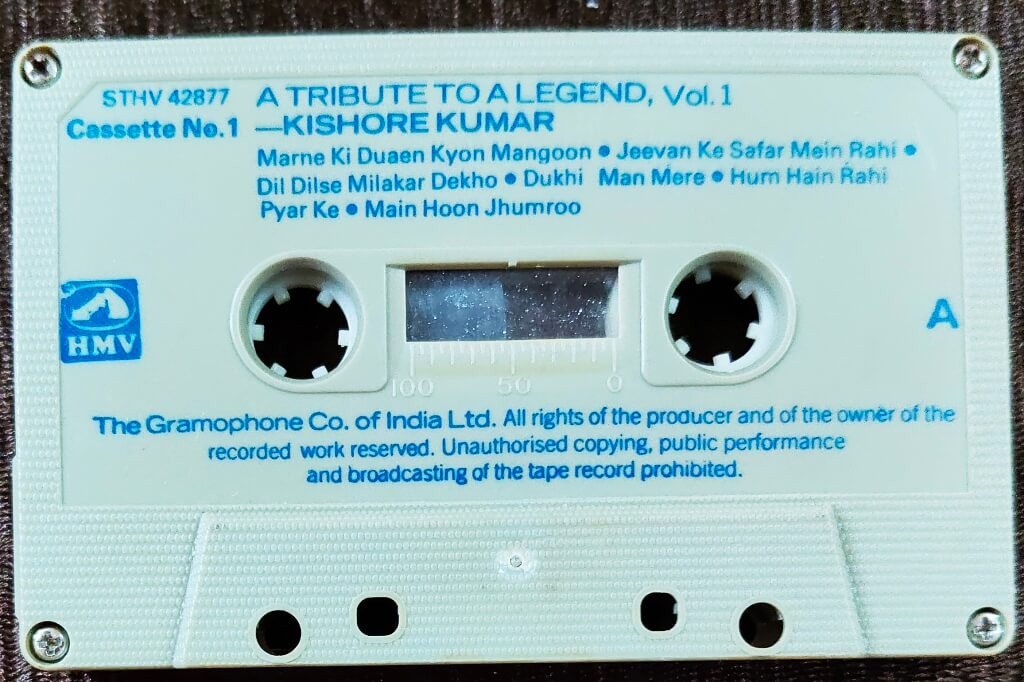 STHV 42877 A TRIBUTE TO A LEGEND, Vol. 1
Cassette No. 1 —KISHORE KUMAR
Marne Ki Duaen Kyon Mangoon • Jeevan Ke Safar Mein Rahi •
Dil Dilse Milakar Dekho • Dukhi Man Mere • Hum Hain Rahi
Pyar Ke • Main Hoon Jhumroo
HMV
A
100 50 0
The Gramophone Co. of India Ltd. All rights of the producer and of the owner of the
recorded work reserved. Unauthorised copying, public performance
and broadcasting of the tape record prohibited.